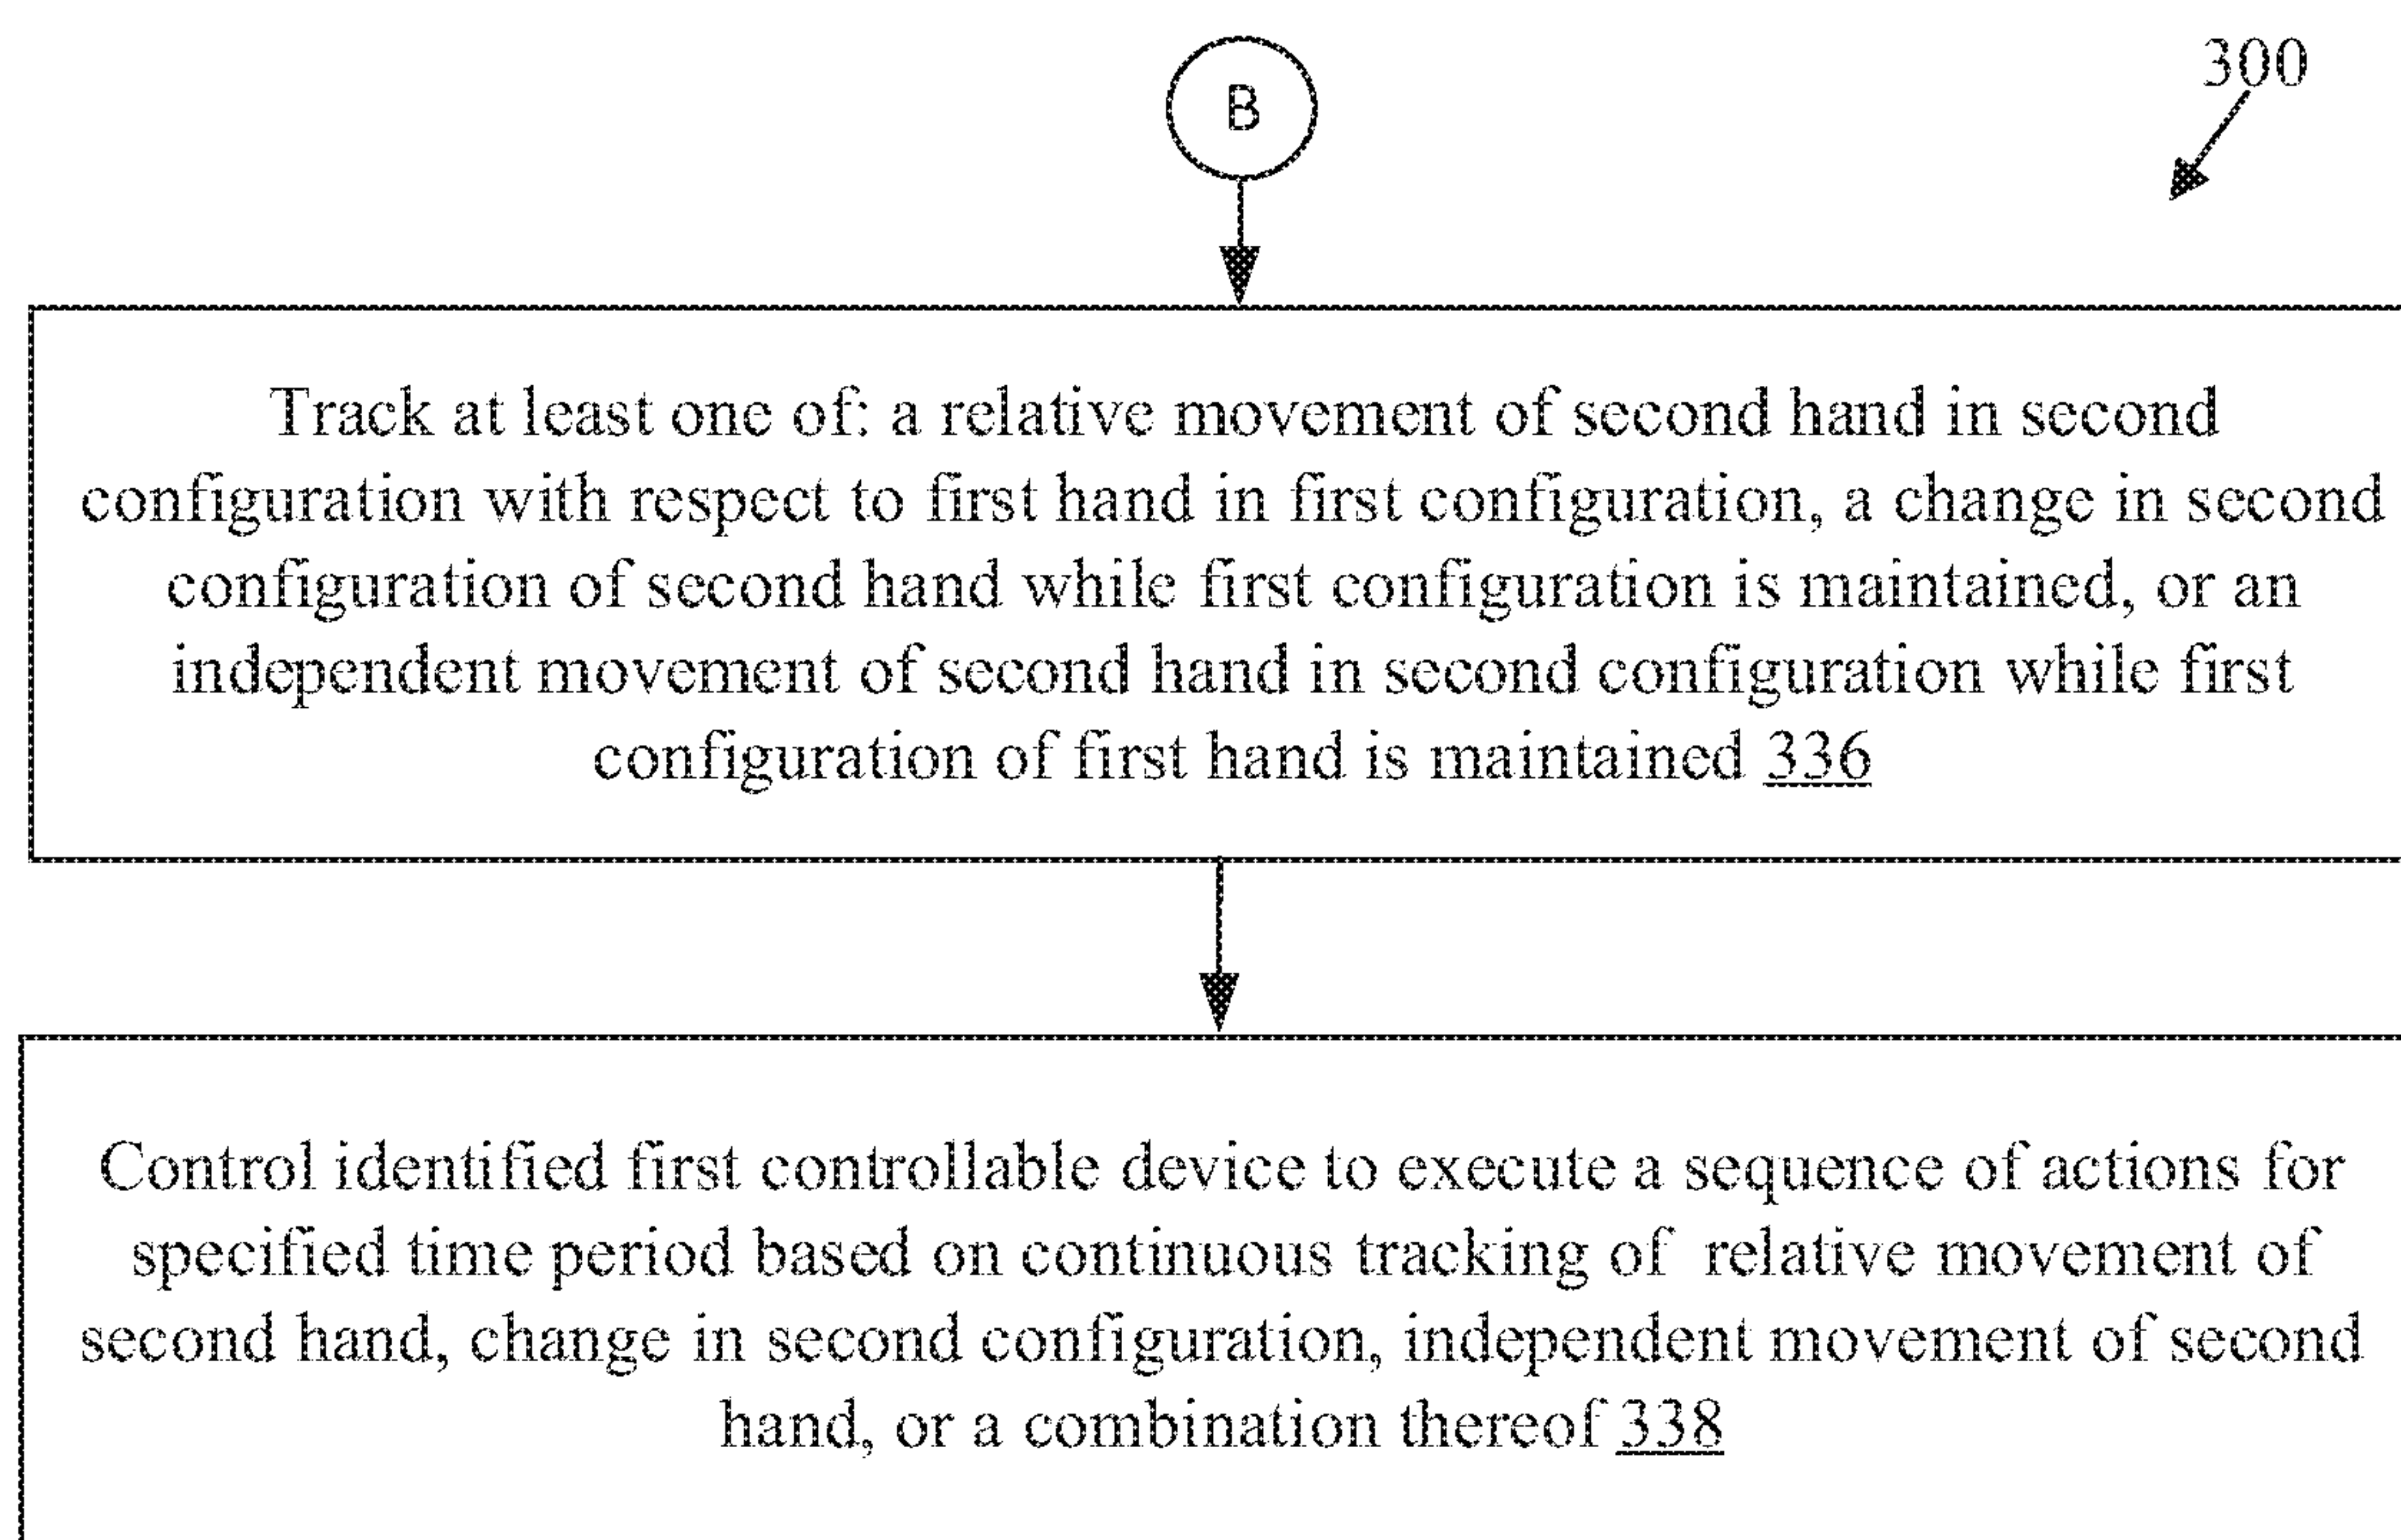 B
300
Track at least one of: a relative movement of second hand in second
configuration with respect to first hand in first configuration, a change in second
configuration of second hand while first configuration is maintained, or an
independent movement of second hand in second configuration while first
configuration of first hand is maintained 336
Control identified first controllable device to execute a sequence of actions for
specified time period based on continuous tracking of relative movement of
second hand, change in second configuration, independent movement of second
hand, or a combination thereof 338